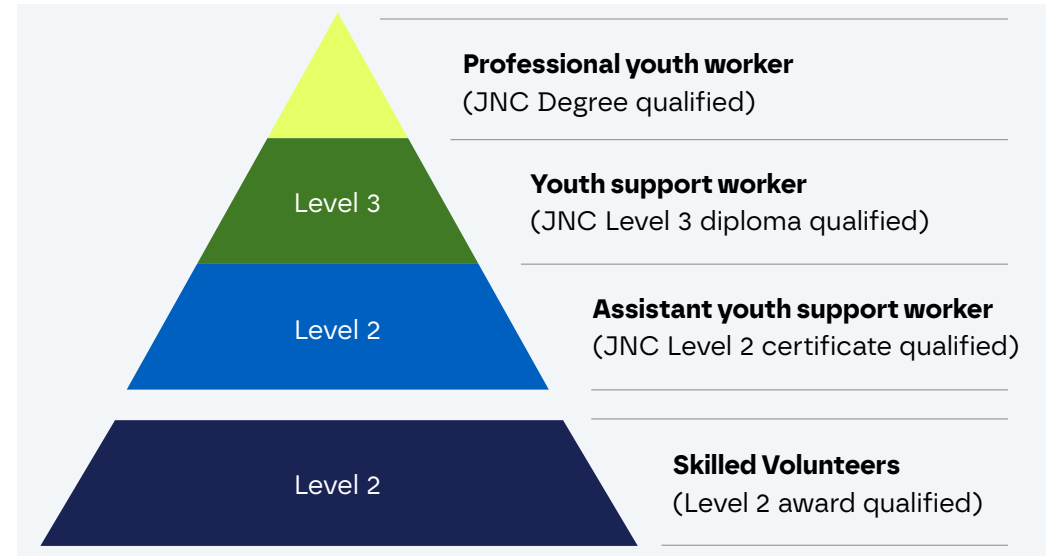 Professional youth worker
(JNC Degree qualified)
Level 3
Youth support worker
(JNC Level 3 diploma qualified)
Level 2
Assistant youth support worker
(JNC Level 2 certificate qualified)
Level 2
Skilled Volunteers
(Level 2 award qualified)